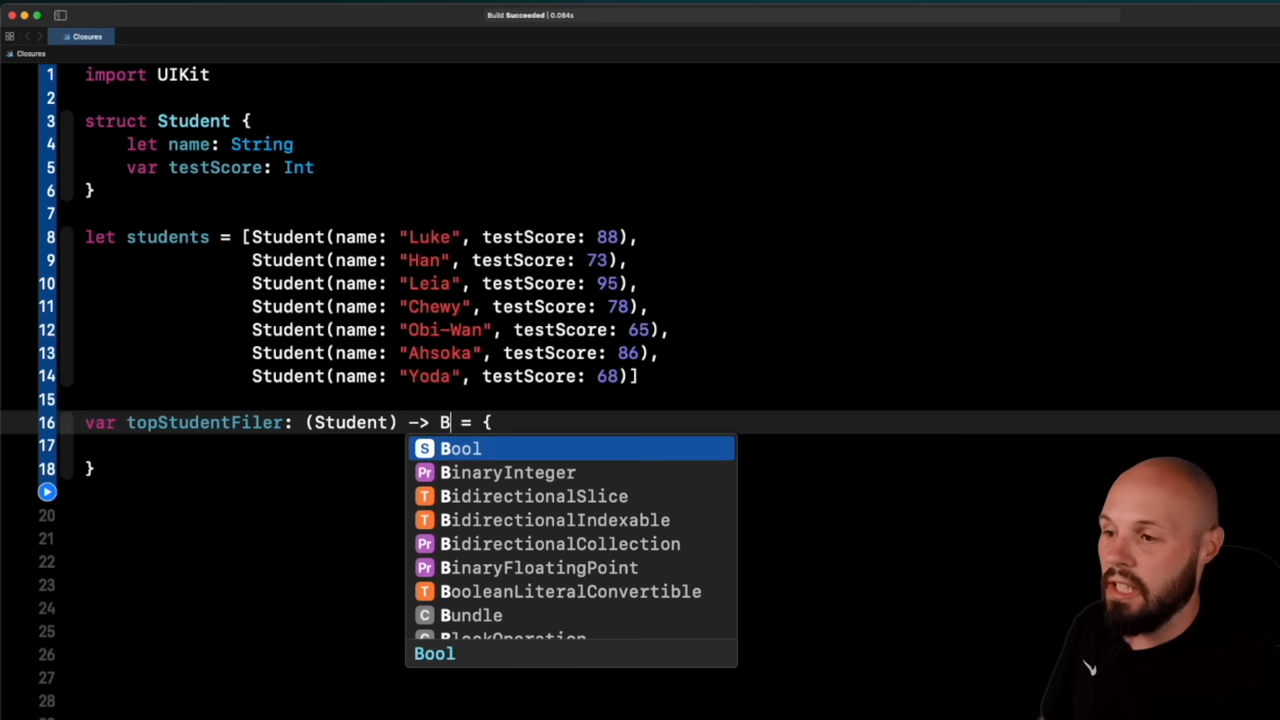 Build Succeeded | 0.084s
Closures
Closures
1 import UIKit
2
3 struct Student {
4 let name: String
5 var testScore: Int
6 }
7
8 let students = [Student(name: "Luke", testScore: 88),
9 Student(name: "Han", testScore: 73),
10 Student(name: "Leia", testScore: 95),
11 Student(name: "Chewy", testScore: 78),
12 Student(name: "Obi-Wan", testScore: 65),
13 Student(name: "Ahsoka", testScore: 86),
14 Student(name: "Yoda", testScore: 68)]
15
16 var topStudentFiler: (Student) -> B = {
17
S Bool
18 }
Pr BinaryInteger
T BidirectionalSlice
20
T BidirectionalIndexable
21
Pr BidirectionalCollection
22
Pr BinaryFloatingPoint
23
T BooleanLiteralConvertible
24
C Bundle
25
C BlockOperation
26
Bool
27
28